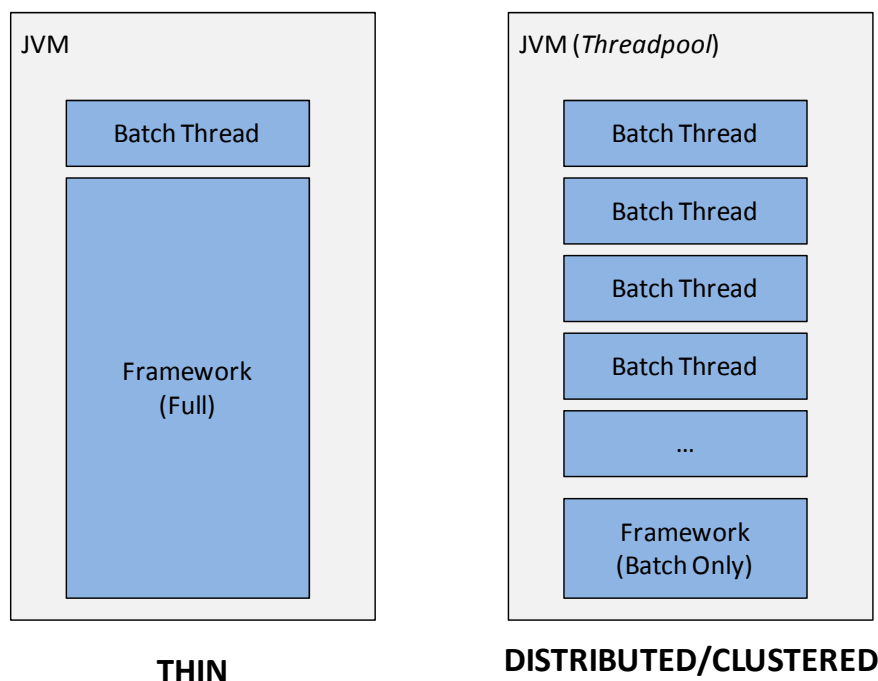 JVM
Batch Thread
Framework
(Full)
THIN
JVM (Threadpool)
Batch Thread
Batch Thread
Batch Thread
Batch Thread
...
Framework
(Batch Only)
DISTRIBUTED/CLUSTERED